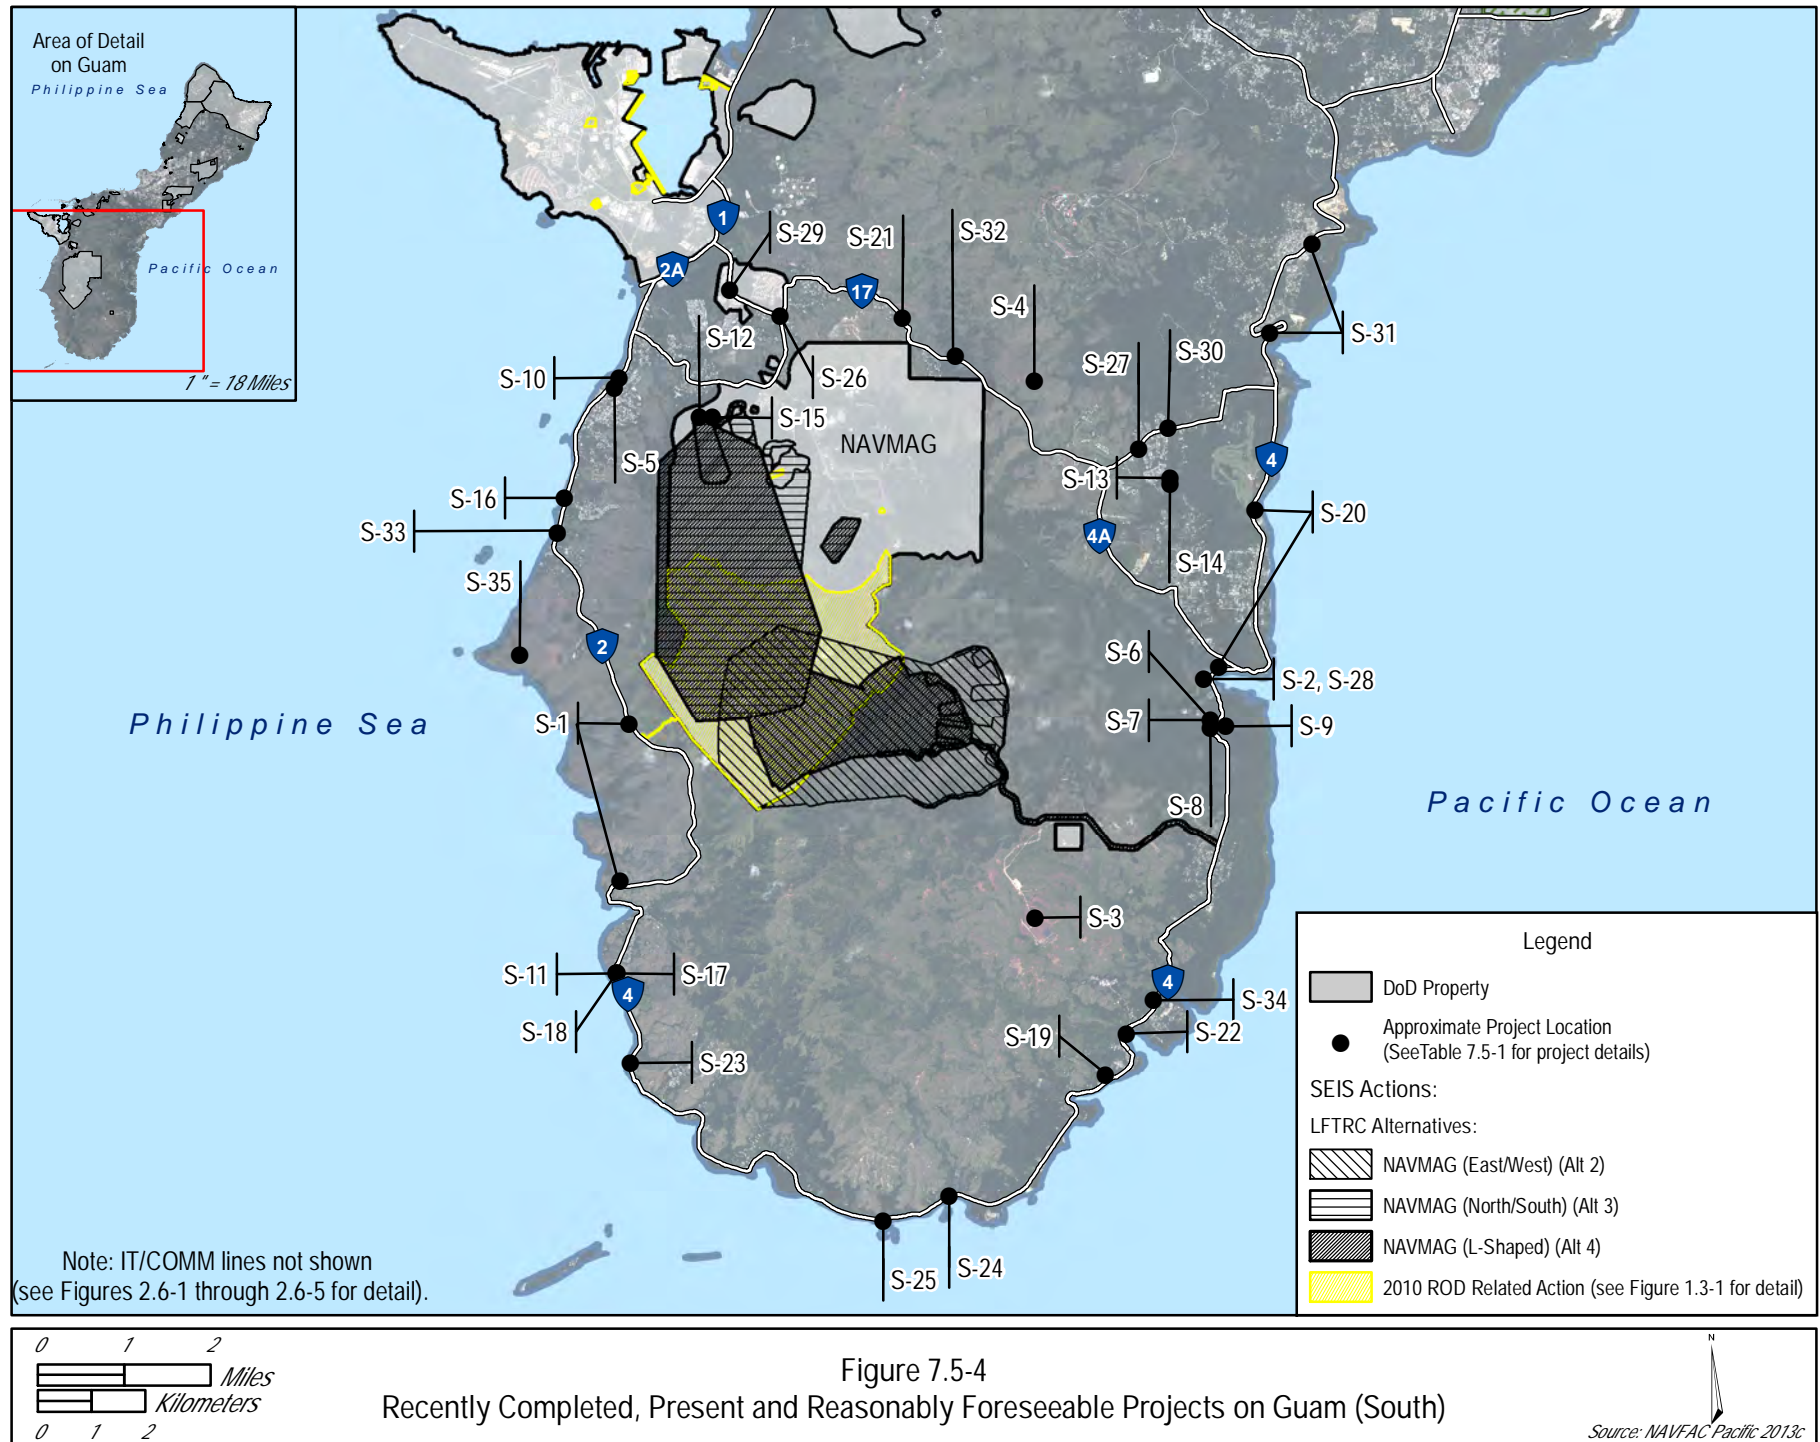 Area of Detail
on Guam
Philippine Sea
Pacific Ocean
1 " = 18 Miles
1
2A
17
S-29
S-21
S-32
S-4
S-12
S-31
S-27
S-30
S-10
S-26
S-15
NAVMAG
S-5
S-13
4
S-16
S-20
S-33
4A
S-14
S-35
2
S-6
S-2, S-28
Philippine Sea
S-1
S-7
S-9
S-8
Pacific Ocean
S-3
S-11
S-17
4
4
S-34
S-18
S-19
S-22
S-23
S-24
S-25
Legend
DoD Property
Approximate Project Location
(SeeTable 7.5-1 for project details)
SEIS Actions:
LFTRC Alternatives:
NAVMAG (East/West) (Alt 2)
NAVMAG (North/South) (Alt 3)
NAVMAG (L-Shaped) (Alt 4)
2010 ROD Related Action (see Figure 1.3-1 for detail)
Note: IT/COMM lines not shown
(see Figures 2.6-1 through 2.6-5 for detail).
0 1 2
Miles
Kilometers
0 1 2
Figure 7.5-4
Recently Completed, Present and Reasonably Foreseeable Projects on Guam (South)
N
Source: NAVFAC Pacific 2013c